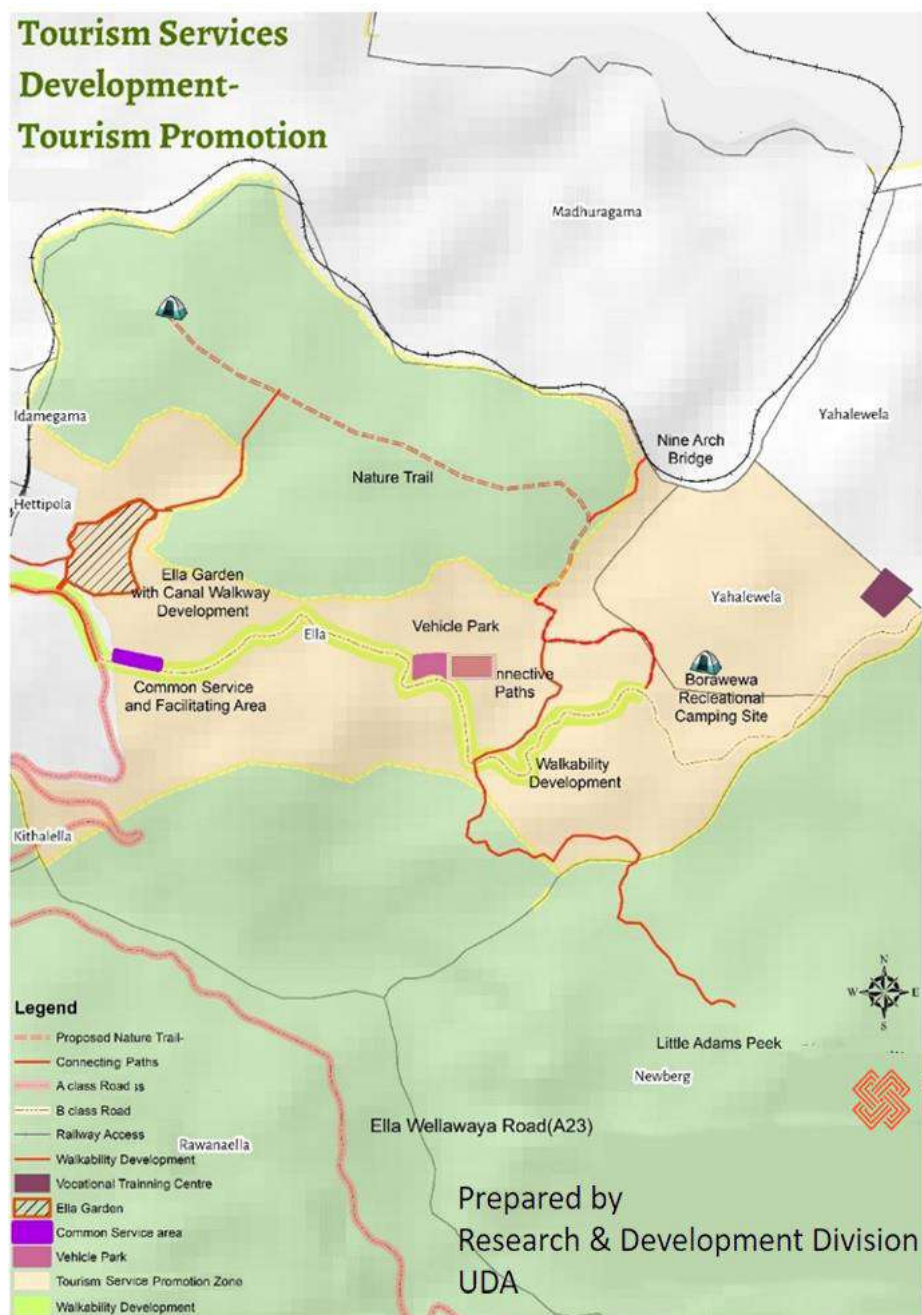 Tourism Services
Development-
Tourism Promotion
Madhuragama
Idamegama
Yahalewela
Nine Arch
Bridge
Nature Trail
Hettipola
Ella Garden
with Canal Walkway
Development
Yahalewela
Vehicle Park
Ella
nnective
Paths
Common Service
and Facilitating Area
Borawewa
Recreational
Camping Site
Walkability
Development
Kithalella
N
W
E
S
Legend
Proposed Nature Trail-
Connecting Paths
A class Road
B class Road
Railway Access
Walkability Development
Vocational Trainning Centre
Ella Garden
Common Service area
Vehicle Park
Tourism Service Promotion Zone
Walkability Development
Little Adams Peek
Newberg
Ella Wellawaya Road(A23)
Rawanaella
Prepared by
Research & Development Division
UDA